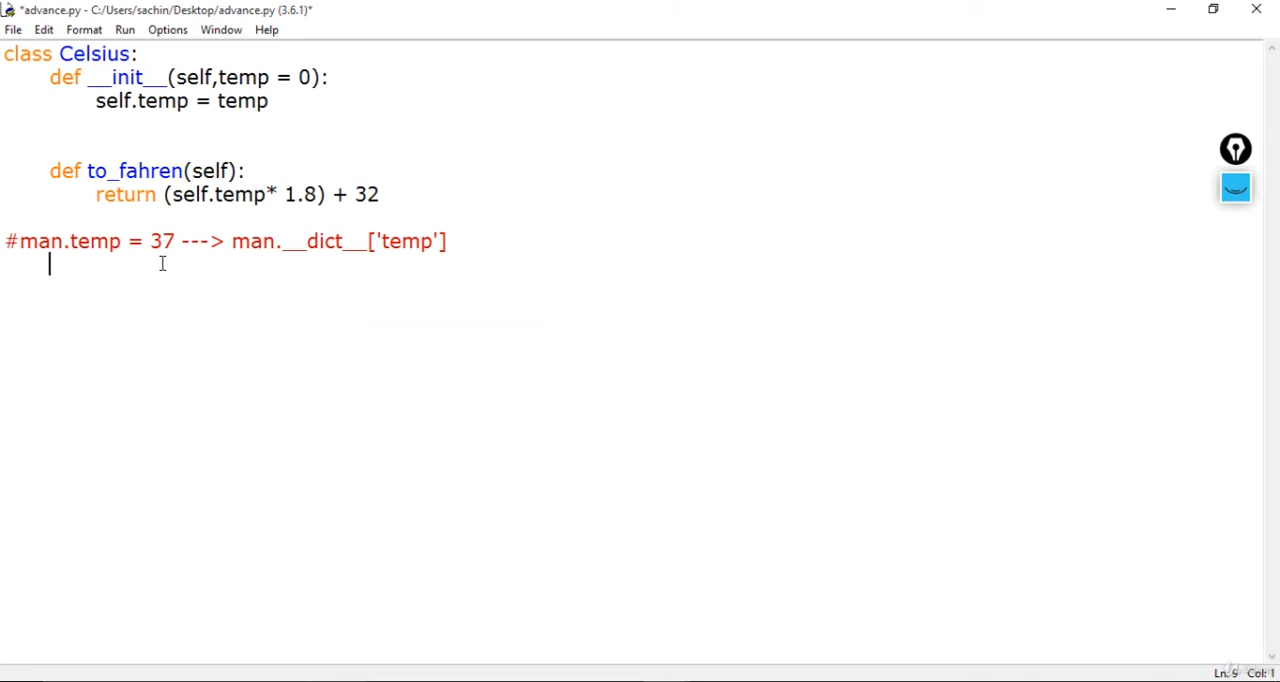 *advance.py - C:/Users/sachin/Desktop/advance.py (3.6.1)*
File Edit Format Run Options Window Help
class Celsius:
def __init__(self,temp = 0):
self.temp = temp
def to_fahren(self):
return (self.temp* 1.8) + 32
#man.temp = 37 ---> man.__dict__['temp']
Ln: 9 Col: 1